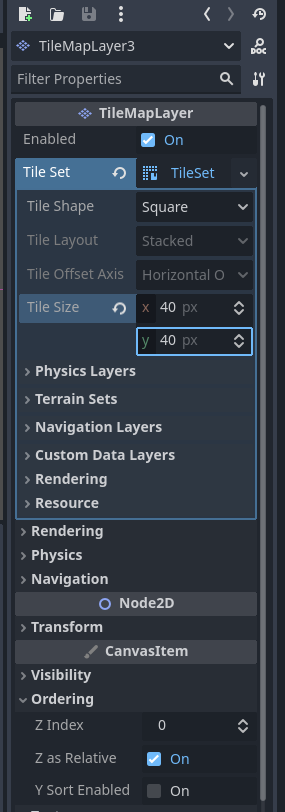 TileMapLayer3
DOC
Filter Properties
TileMapLayer
Enabled On
Tile Set TileSet
Tile Shape Square
Tile Layout Stacked
Tile Offset Axis Horizontal O
Tile Size x 40 px
y 40 px
Physics Layers
Terrain Sets
Navigation Layers
Custom Data Layers
Rendering
Resource
Rendering
Physics
Navigation
Node2D
Transform
CanvasItem
Visibility
Ordering
Z Index 0
Z as Relative On
Y Sort Enabled On